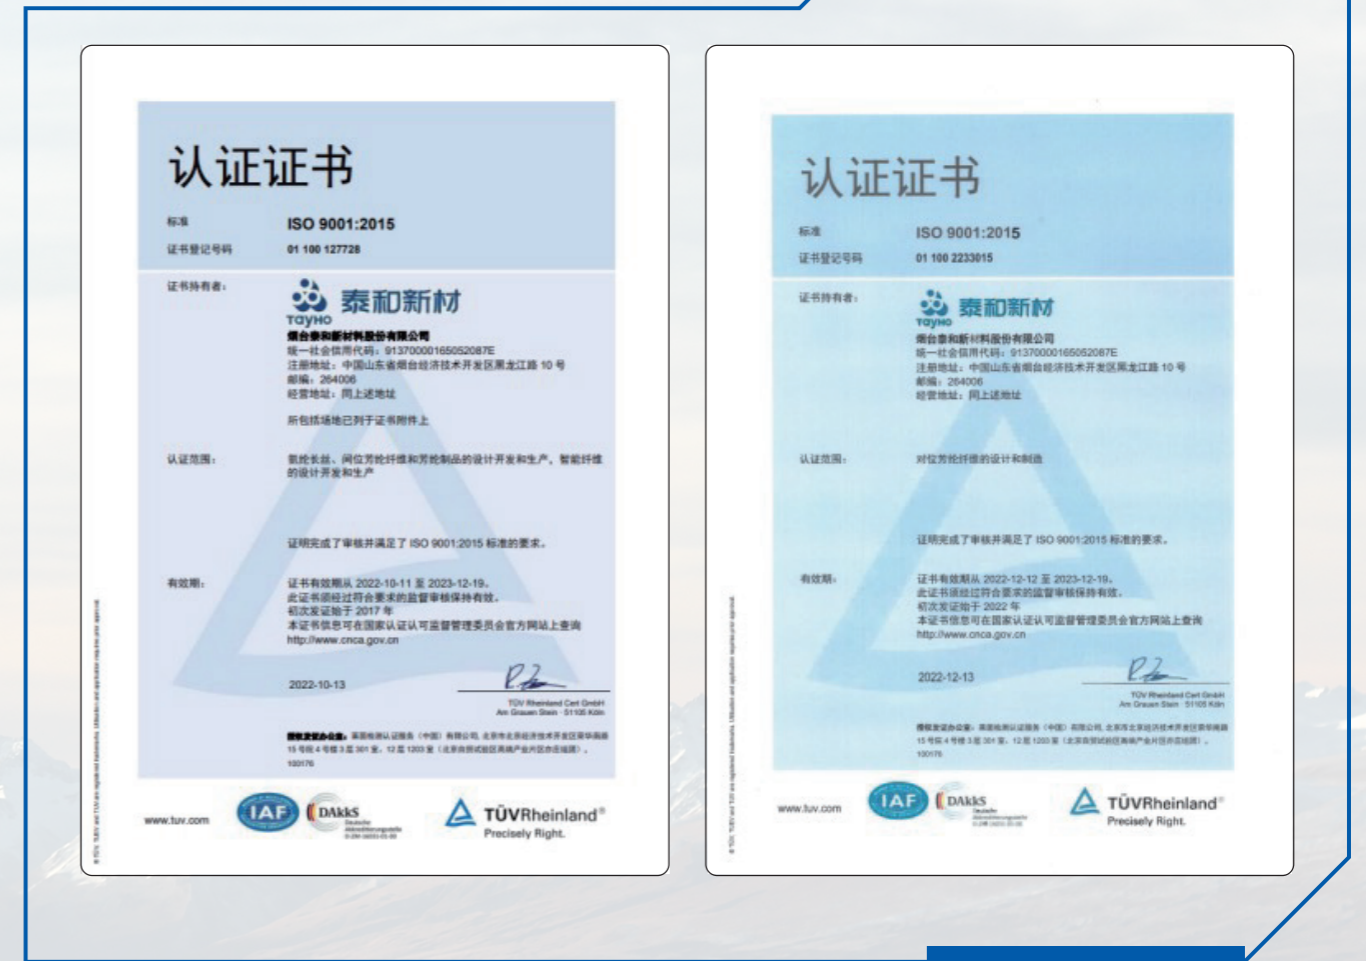 认证证书
标准 ISO 9001:2015
证书登记号码 01 100 127728
证书持有者:
泰和新材
TAYHO
烟台泰和新材料股份有限公司
统一社会信用代码：91370000165052087E
注册地址：中国山东省烟台经济技术开发区黑龙江路 10 号
邮编：264006
经营地址：同上述地址
所包括场地已列于证书附件上
认证范围: 氨纶长丝、间位芳纶纤维和芳纶制品的设计开发和生产，智能纤维
的设计开发和生产
证明完成了审核并满足了 ISO 9001:2015 标准的要求。
有效期: 证书有效期从 2022-10-11 至 2023-12-19。
此证书须经过符合要求的监督审核保持有效。
初次发证始于 2017 年
本证书信息可在国家认证认可监督管理委员会官方网站上查询
http://www.cnca.gov.cn
2022-10-13
TÜV Rheinland Cert GmbH
Am Grauen Stein · 51105 Köln
100176
www.tuv.com
IAF
DAkkS
Deutsche
Akkreditierungsstelle
TÜVRheinland®
Precisely Right.
认证证书
标准 ISO 9001:2015
证书登记号码 01 100 2233015
证书持有者:
泰和新材
TAYHO
烟台泰和新材料股份有限公司
统一社会信用代码：91370000165052087E
注册地址：中国山东省烟台经济技术开发区黑龙江路 10 号
邮编：264006
经营地址：同上述地址
认证范围: 对位芳纶纤维的设计和制造
证明完成了审核并满足了 ISO 9001:2015 标准的要求。
有效期: 证书有效期从 2022-12-12 至 2023-12-19。
此证书须经过符合要求的监督审核保持有效。
初次发证始于 2022 年
本证书信息可在国家认证认可监督管理委员会官方网站上查询
http://www.cnca.gov.cn
2022-12-13
TÜV Rheinland Cert GmbH
Am Grauen Stein · 51105 Köln
100176
www.tuv.com
IAF
DAkkS
Deutsche
Akkreditierungsstelle
TÜVRheinland®
Precisely Right.